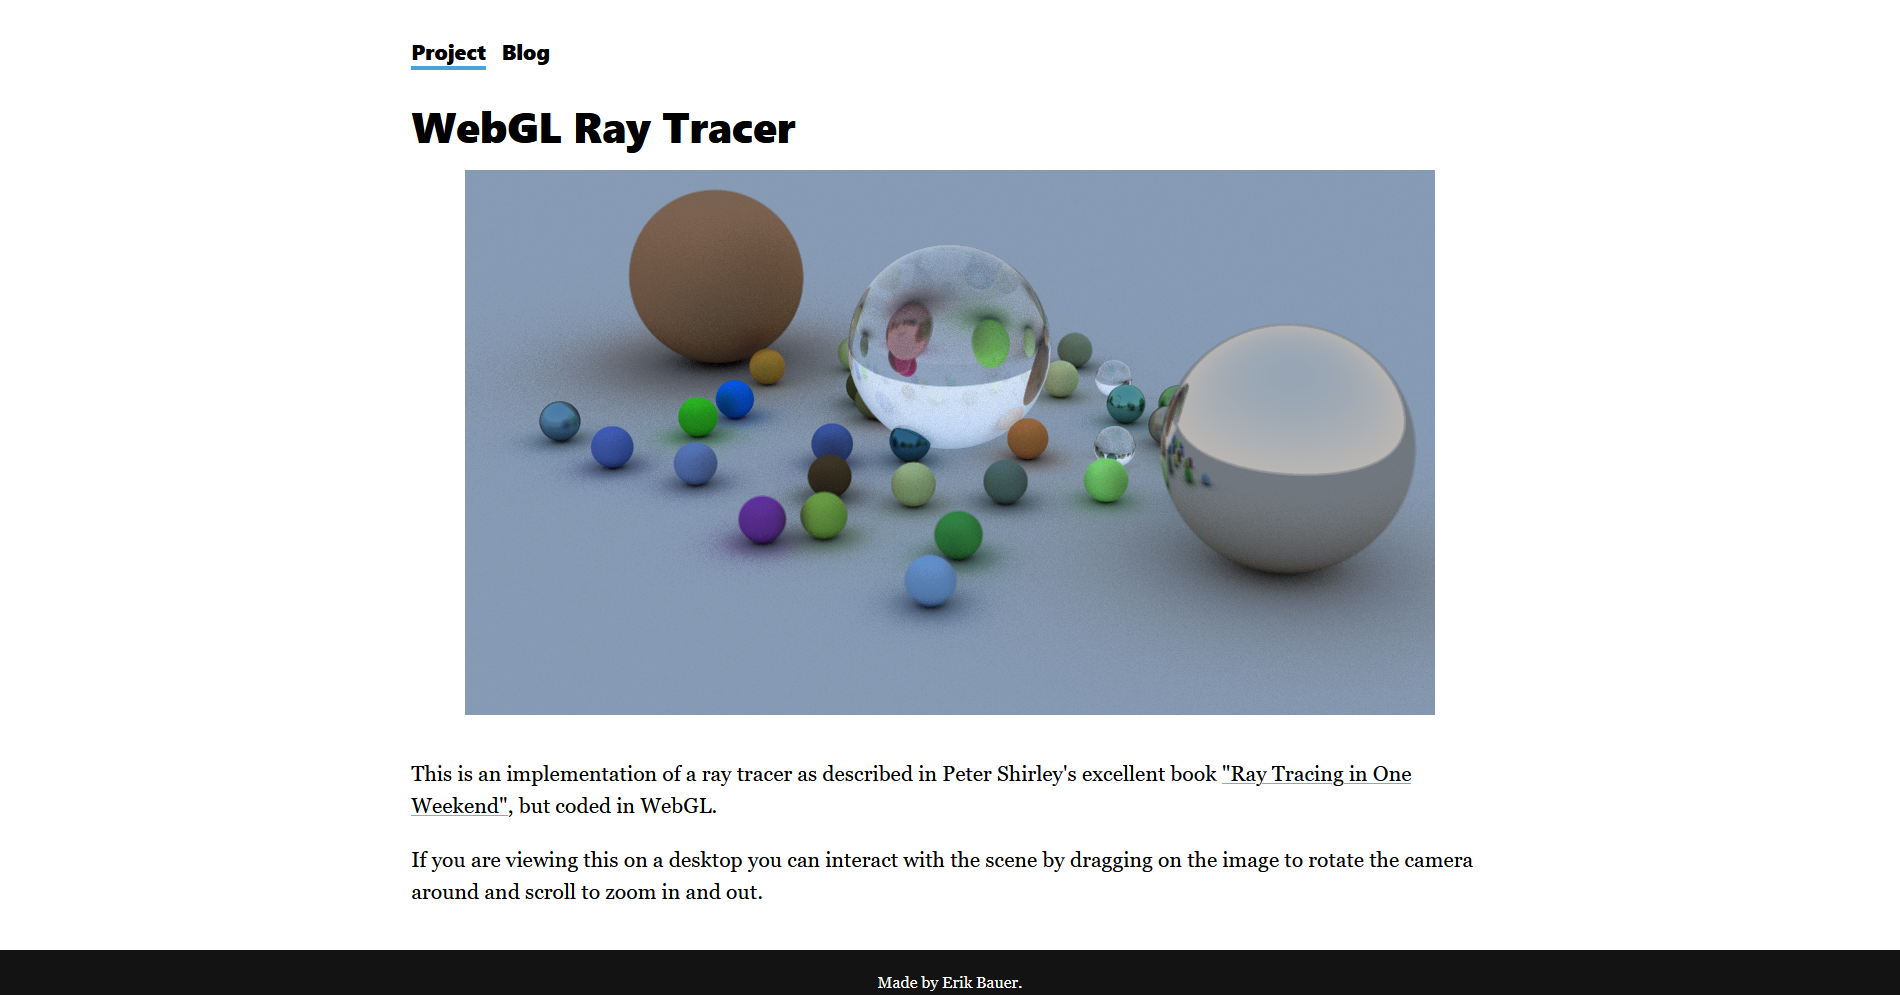 Project Blog
WebGL Ray Tracer
This is an implementation of a ray tracer as described in Peter Shirley's excellent book "Ray Tracing in One
Weekend", but coded in WebGL.
If you are viewing this on a desktop you can interact with the scene by dragging on the image to rotate the camera
around and scroll to zoom in and out.
Made by Erik Bauer.